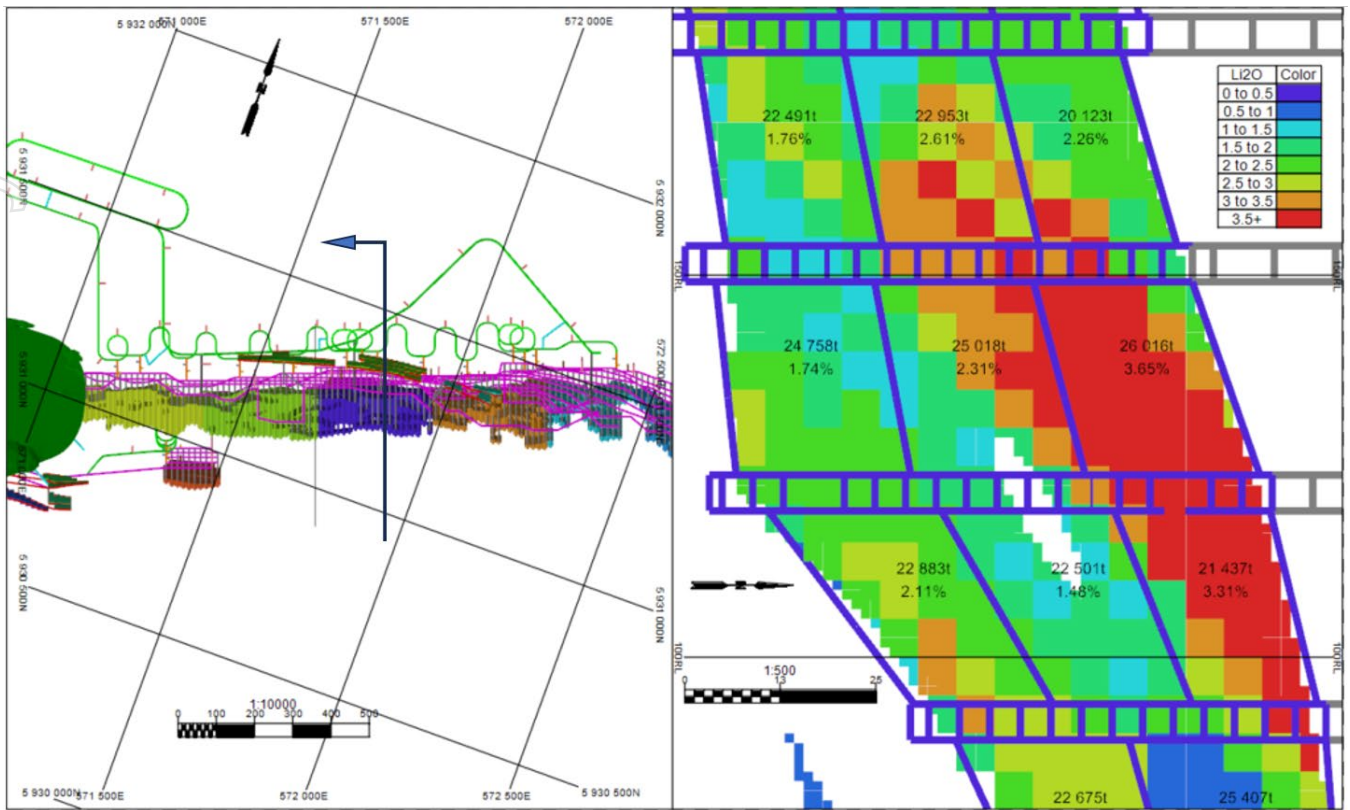 5 932 000N
571 000E
571 500E
572 000E
5 931 500N
N
5 932 000N
5 931 000N
572 500E
5 930 500N
5 931 000N
1:10000
0 100 200 300 400 500
5 930 000N
571 500E
572 000E
572 500E
5 930 500N
Li2O Color
0 to 0.5
0.5 to 1
1 to 1.5
1.5 to 2
2 to 2.5
2.5 to 3
3 to 3.5
3.5+
22 491t
1.76%
22 953t
2.61%
20 123t
2.26%
150RL
150RL
24 758t
1.74%
25 018t
2.31%
26 016t
3.65%
22 883t
2.11%
22 501t
1.48%
21 437t
3.31%
N
100RL
100RL
1:500
0 13 25
22 675t
25 407t